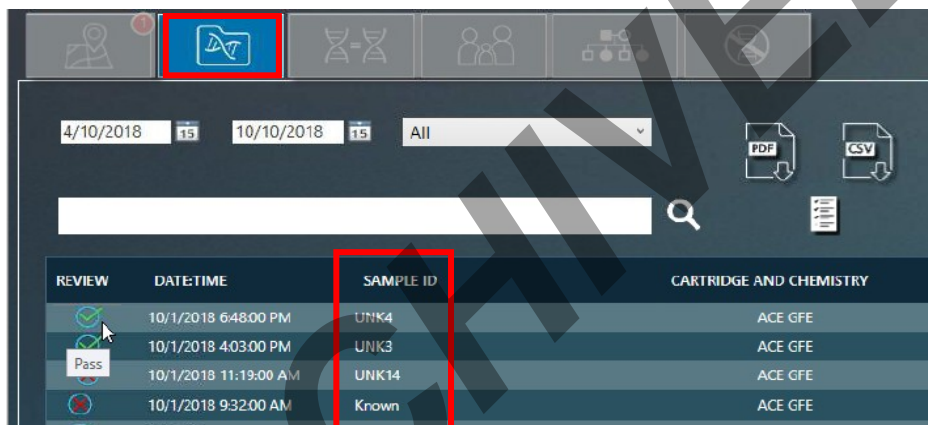 1
4/10/2018 15 10/10/2018 15 All
PDF CSV
REVIEW DATE:TIME SAMPLE ID CARTRIDGE AND CHEMISTRY
10/1/2018 6:48:00 PM UNK4 ACE GFE
10/1/2018 4:03:00 PM UNK3 ACE GFE
Pass
10/1/2018 11:19:00 AM UNK14 ACE GFE
10/1/2018 9:32:00 AM Known ACE GFE